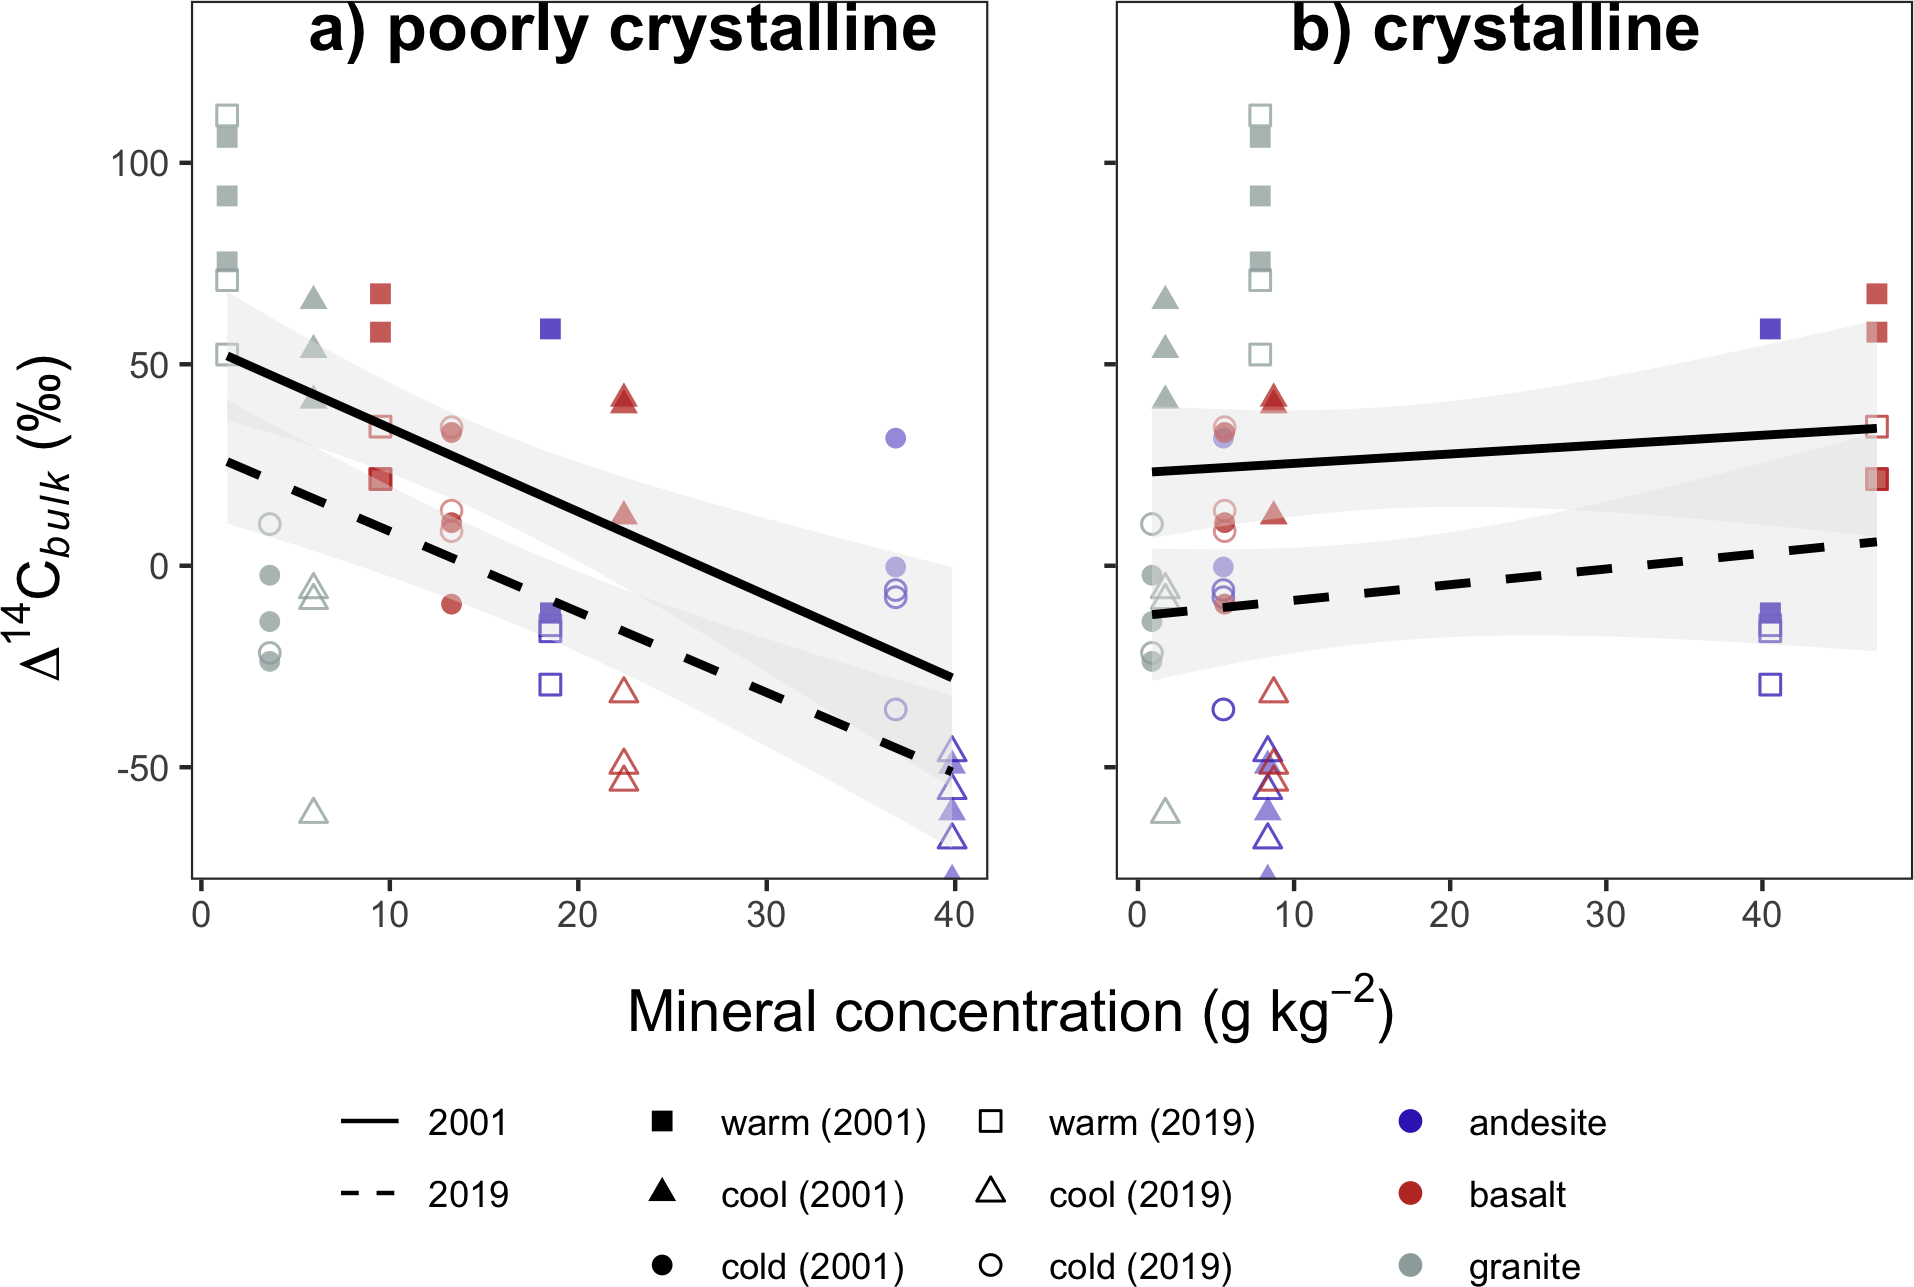 a) poorly crystalline
b) crystalline
Δ¹⁴C_bulk (‰)
100
50
0
-50
0 10 20 30 40
0 10 20 30 40
Mineral concentration (g kg⁻²)
2001 warm (2001) warm (2019) andesite
2019 cool (2001) cool (2019) basalt
cold (2001) cold (2019) granite